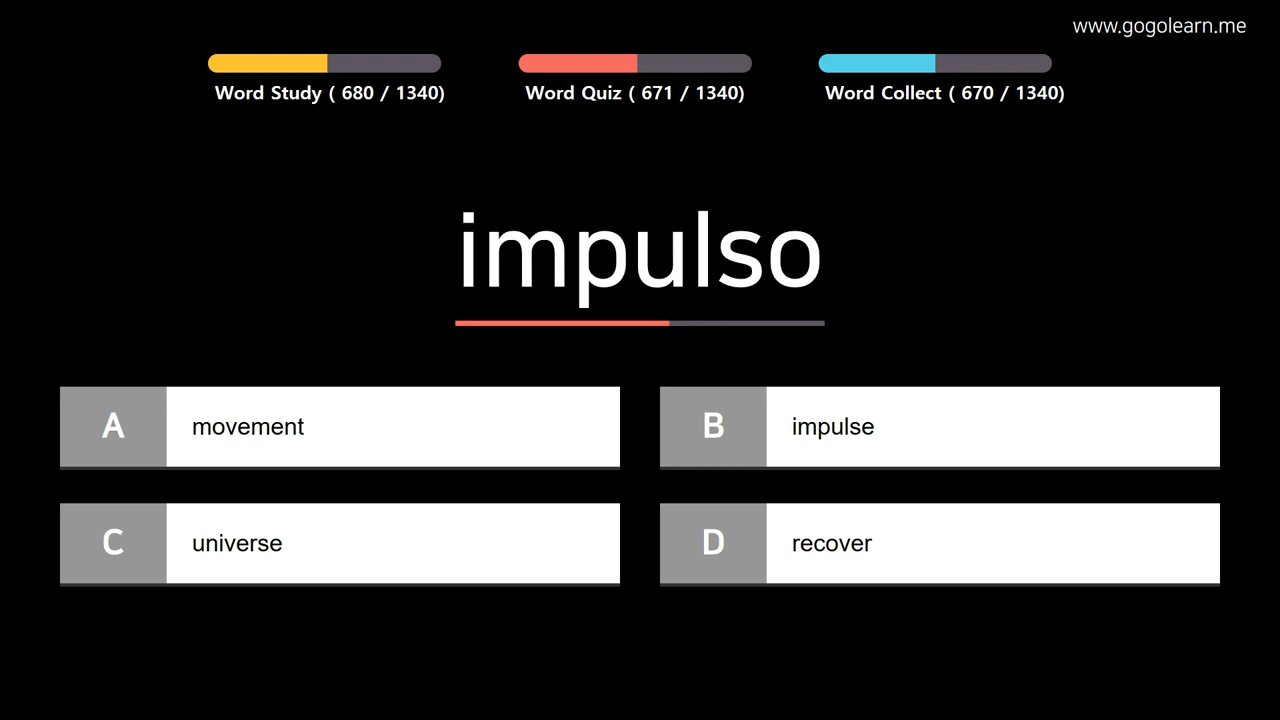 www.gogolearn.me
Word Study ( 680 / 1340)
Word Quiz ( 671 / 1340)
Word Collect ( 670 / 1340)
impulso
A movement
B impulse
C universe
D recover